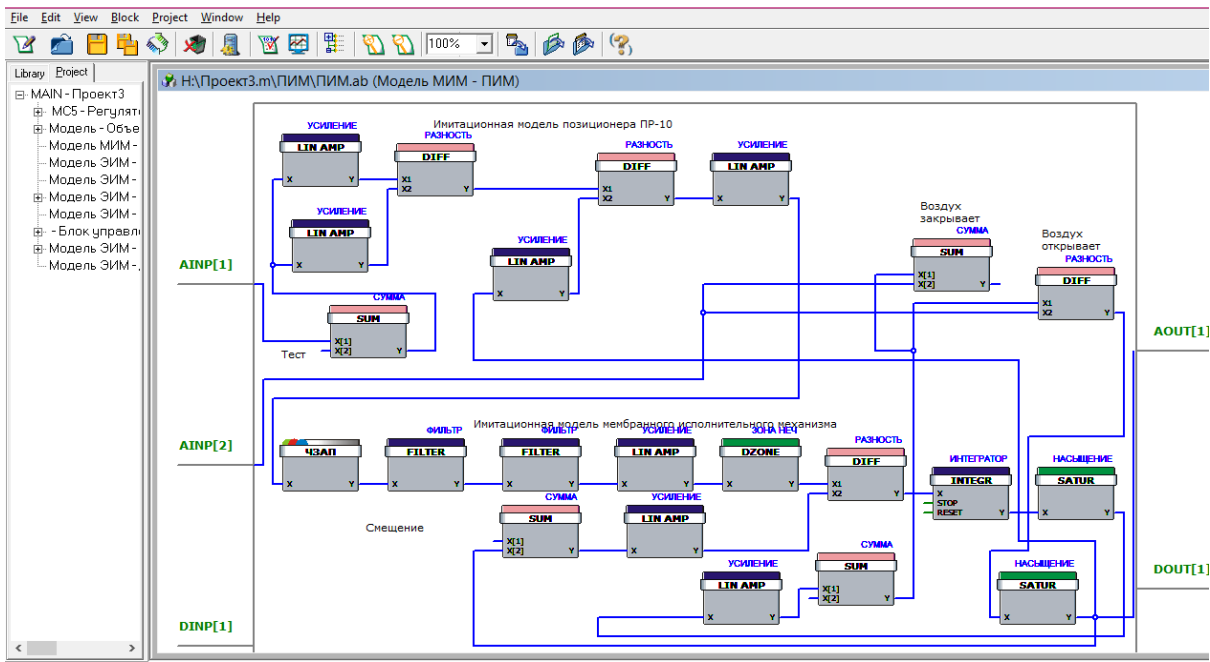 File Edit View Block Project Window Help
100%
Library Project
H:\Проект3.m\ПИМ\ПИМ.ab (Модель МИМ - ПИМ)
MAIN - Проект3
МС5 - Регулят
Модель - Объе
Модель МИМ -
Модель ЭИМ -
Модель ЭИМ -
Модель ЭИМ -
Модель ЭИМ -
- Блок управл
Модель ЭИМ -
Модель ЭИМ -
Имитационная модель позиционера ПР-10
УСИЛЕНИЕ
LIN AMP
X Y
РАЗНОСТЬ
DIFF
X1
X2 Y
РАЗНОСТЬ
DIFF
X1
X2 Y
УСИЛЕНИЕ
LIN AMP
X Y
УСИЛЕНИЕ
LIN AMP
X Y
УСИЛЕНИЕ
LIN AMP
X Y
Воздух
закрывает
СУММА
SUM
X[1]
X[2] Y
Воздух
открывает
РАЗНОСТЬ
DIFF
X1
X2 Y
AINP[1]
СУММА
SUM
X[1]
X[2] Y
Тест
AOUT[1]
AINP[2]
Имитационная модель мембранного исполнительного механизма
ЧЗАП
X Y
ФИЛЬТР
FILTER
X Y
ФИЛЬТР
FILTER
X Y
УСИЛЕНИЕ
LIN AMP
X Y
ЗОНА НЕЧ
DZONE
X Y
РАЗНОСТЬ
DIFF
X1
X2 Y
ИНТЕГРАТОР
INTEGR
X
STOP
RESET Y
НАСЫЩЕНИЕ
SATUR
X Y
Смещение
СУММА
SUM
X[1]
X[2] Y
УСИЛЕНИЕ
LIN AMP
X Y
УСИЛЕНИЕ
LIN AMP
X Y
СУММА
SUM
X[1]
X[2] Y
НАСЫЩЕНИЕ
SATUR
X Y
DOUT[1]
DINP[1]